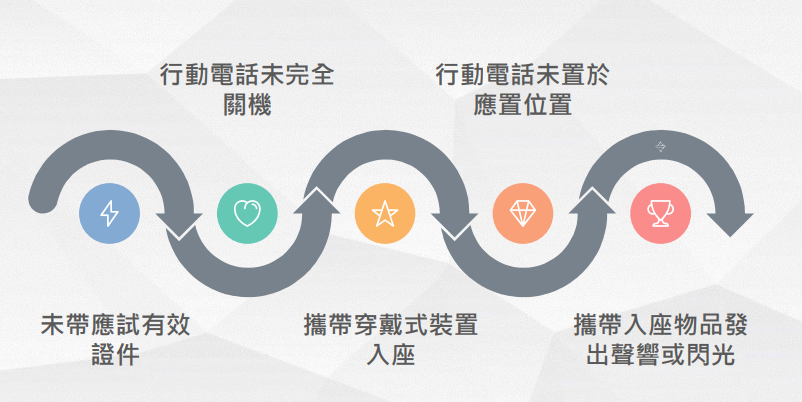 行動電話未完全
關機
行動電話未置於
應置位置
未帶應試有效
證件
攜帶穿戴式裝置
入座
攜帶入座物品發
出聲響或閃光